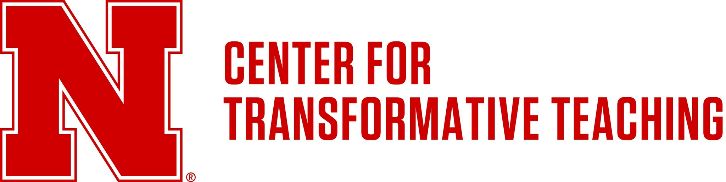 N®
CENTER FOR
TRANSFORMATIVE TEACHING